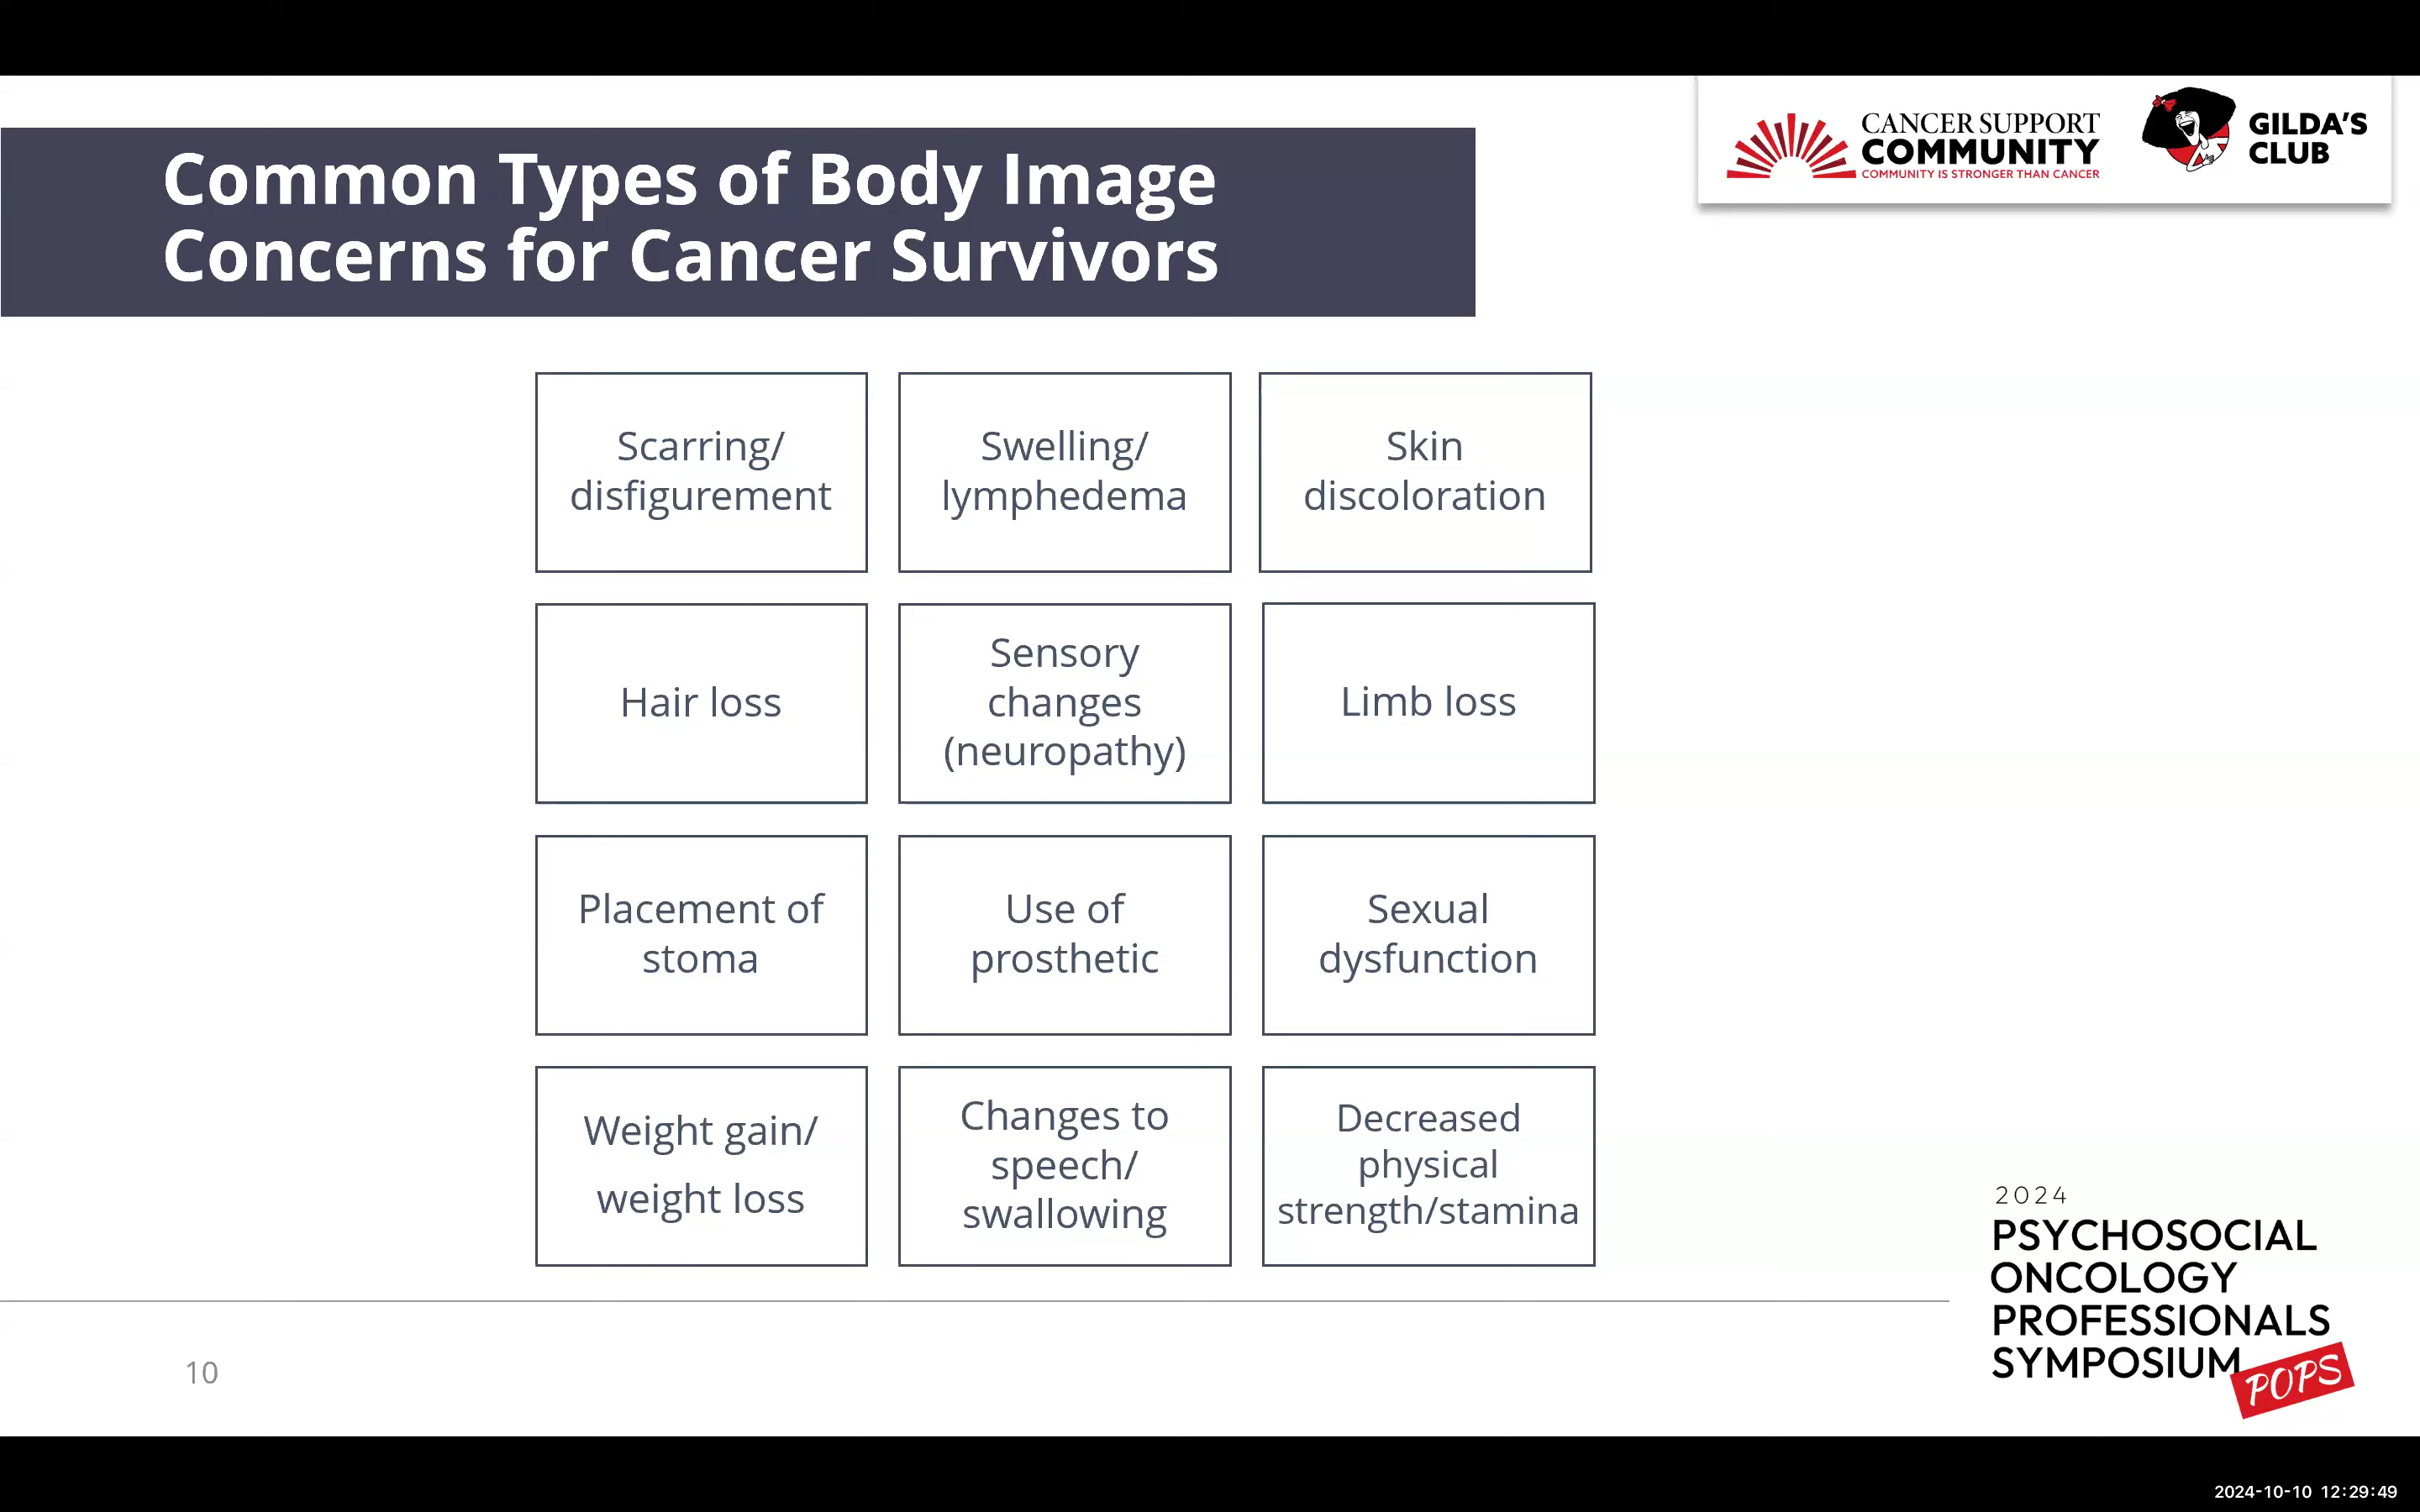 CANCER SUPPORT
COMMUNITY
COMMUNITY IS STRONGER THAN CANCER
GILDA'S
CLUB
Common Types of Body Image
Concerns for Cancer Survivors
Scarring/
disfigurement
Swelling/
lymphedema
Skin
discoloration
Hair loss
Sensory
changes
(neuropathy)
Limb loss
Placement of
stoma
Use of
prosthetic
Sexual
dysfunction
Weight gain/
weight loss
Changes to
speech/
swallowing
Decreased
physical
strength/stamina
2024
PSYCHOSOCIAL
ONCOLOGY
PROFESSIONALS
SYMPOSIUM
POPS
10
2024-10-10 12:29:49